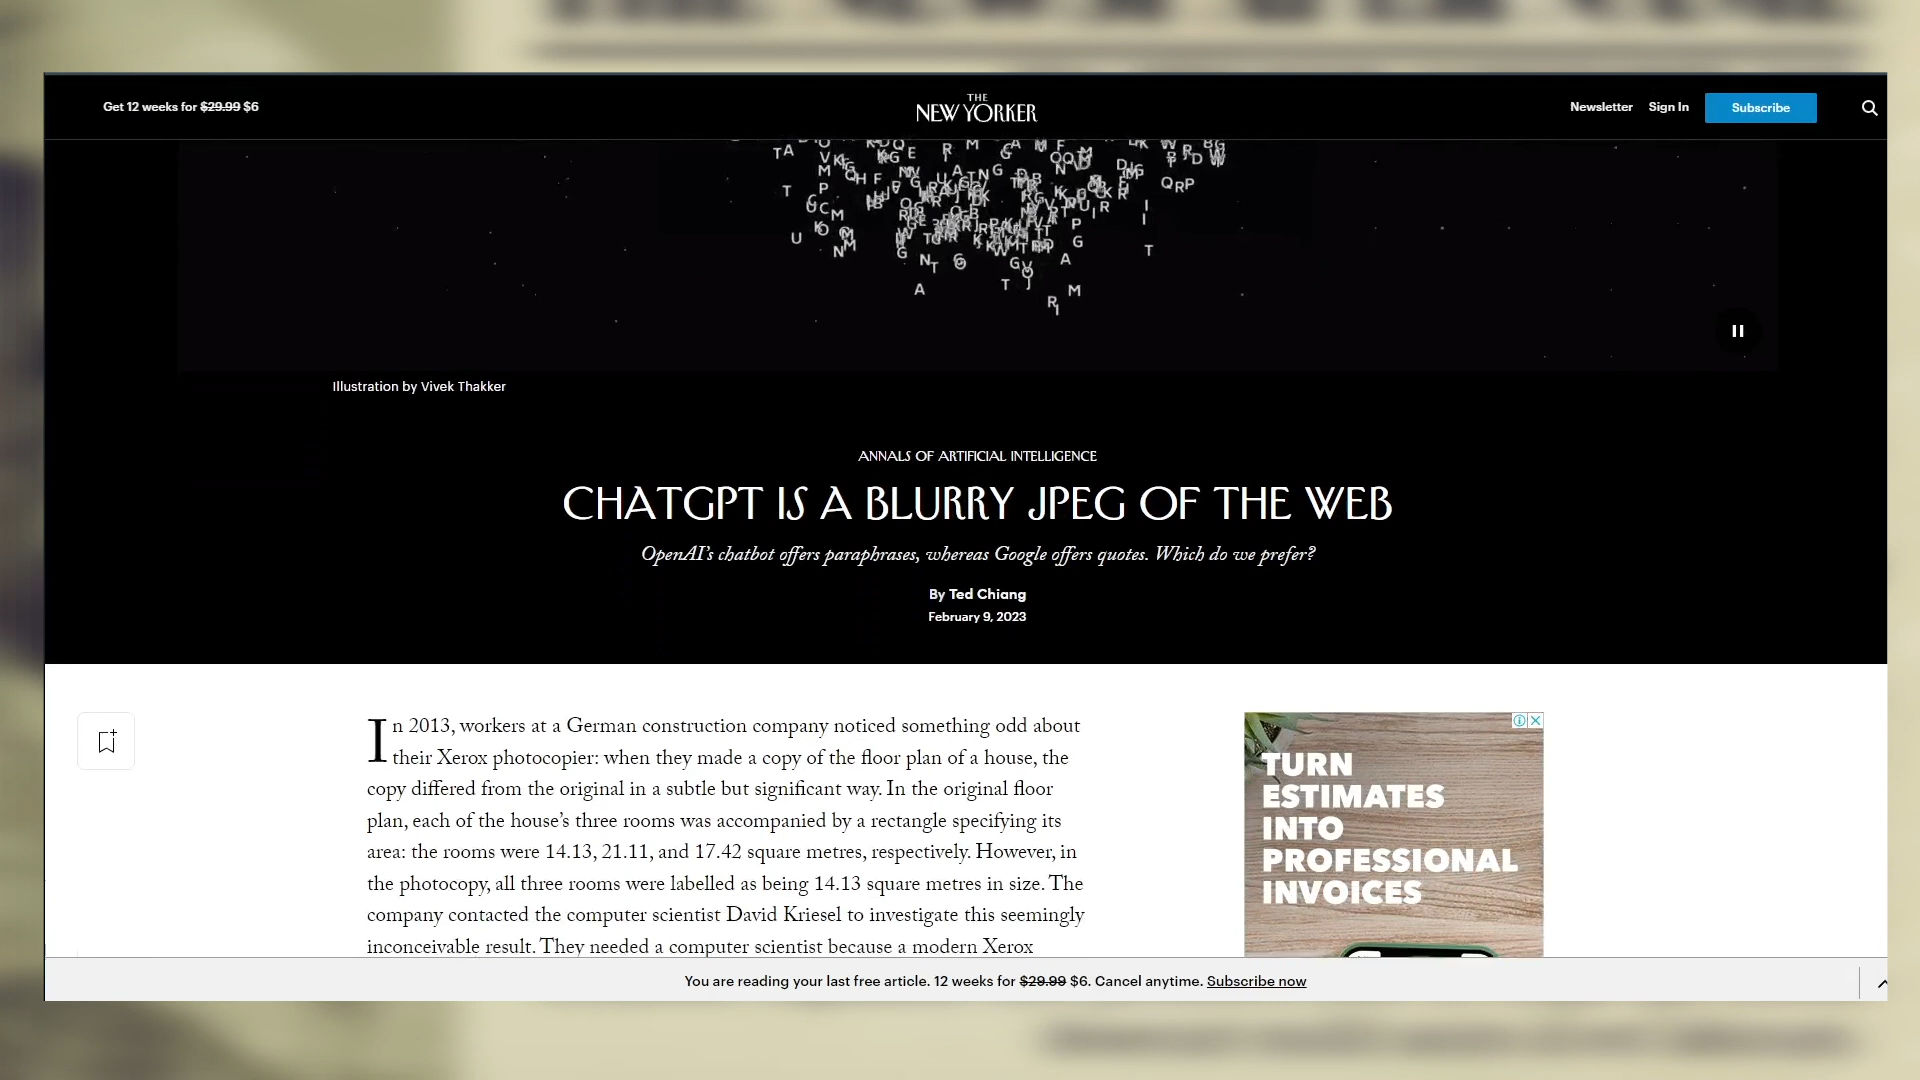 Get 12 weeks for $29.99 $6
THE
NEW YORKER
Newsletter Sign In Subscribe
Illustration by Vivek Thakker
ANNALS OF ARTIFICIAL INTELLIGENCE
CHATGPT IS A BLURRY JPEG OF THE WEB
OpenAI's chatbot offers paraphrases, whereas Google offers quotes. Which do we prefer?
By Ted Chiang
February 9, 2023
In 2013, workers at a German construction company noticed something odd about
their Xerox photocopier: when they made a copy of the floor plan of a house, the
copy differed from the original in a subtle but significant way. In the original floor
plan, each of the house's three rooms was accompanied by a rectangle specifying its
area: the rooms were 14.13, 21.11, and 17.42 square metres, respectively. However, in
the photocopy, all three rooms were labelled as being 14.13 square metres in size. The
company contacted the computer scientist David Kriesel to investigate this seemingly
inconceivable result. They needed a computer scientist because a modern Xerox
TURN
ESTIMATES
INTO
PROFESSIONAL
INVOICES
You are reading your last free article. 12 weeks for $29.99 $6. Cancel anytime. Subscribe now